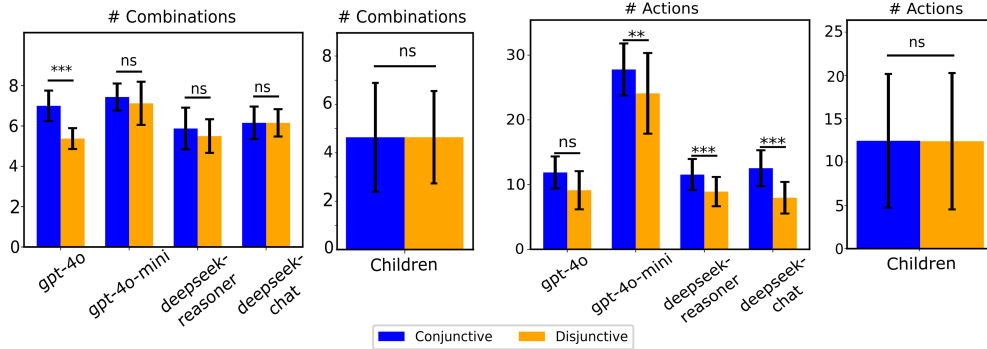 # Combinations
8
6
4
2
0
***
ns
ns
ns
gpt-4o
gpt-4o-mini
deepseek-
reasoner
deepseek-
chat
# Combinations
8
6
4
2
0
ns
Children
# Actions
30
20
10
0
ns
**
***
***
gpt-4o
gpt-4o-mini
deepseek-
reasoner
deepseek-
chat
# Actions
25
20
15
10
5
0
ns
Children
Conjunctive
Disjunctive